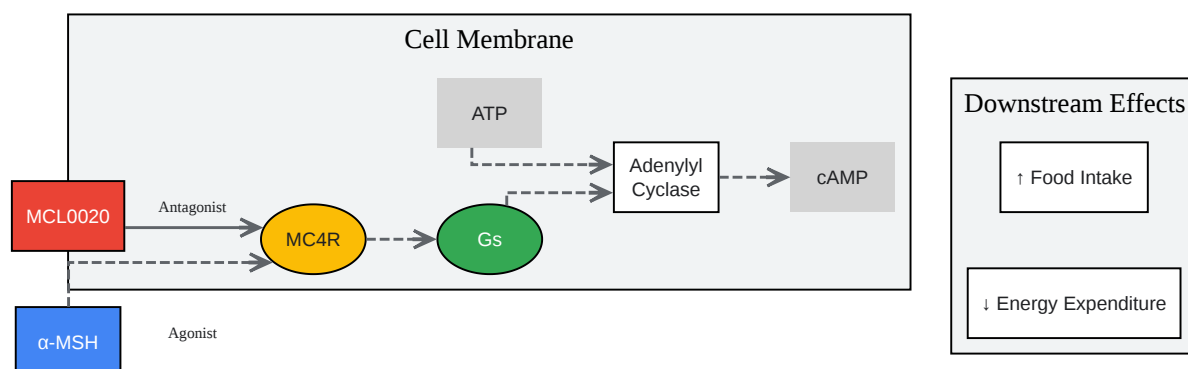 Cell Membrane
ATP
Adenylyl
Cyclase
cAMP
MCL0020
Antagonist
MC4R
Gs
α-MSH
Agonist
Downstream Effects
↑ Food Intake
↓ Energy Expenditure